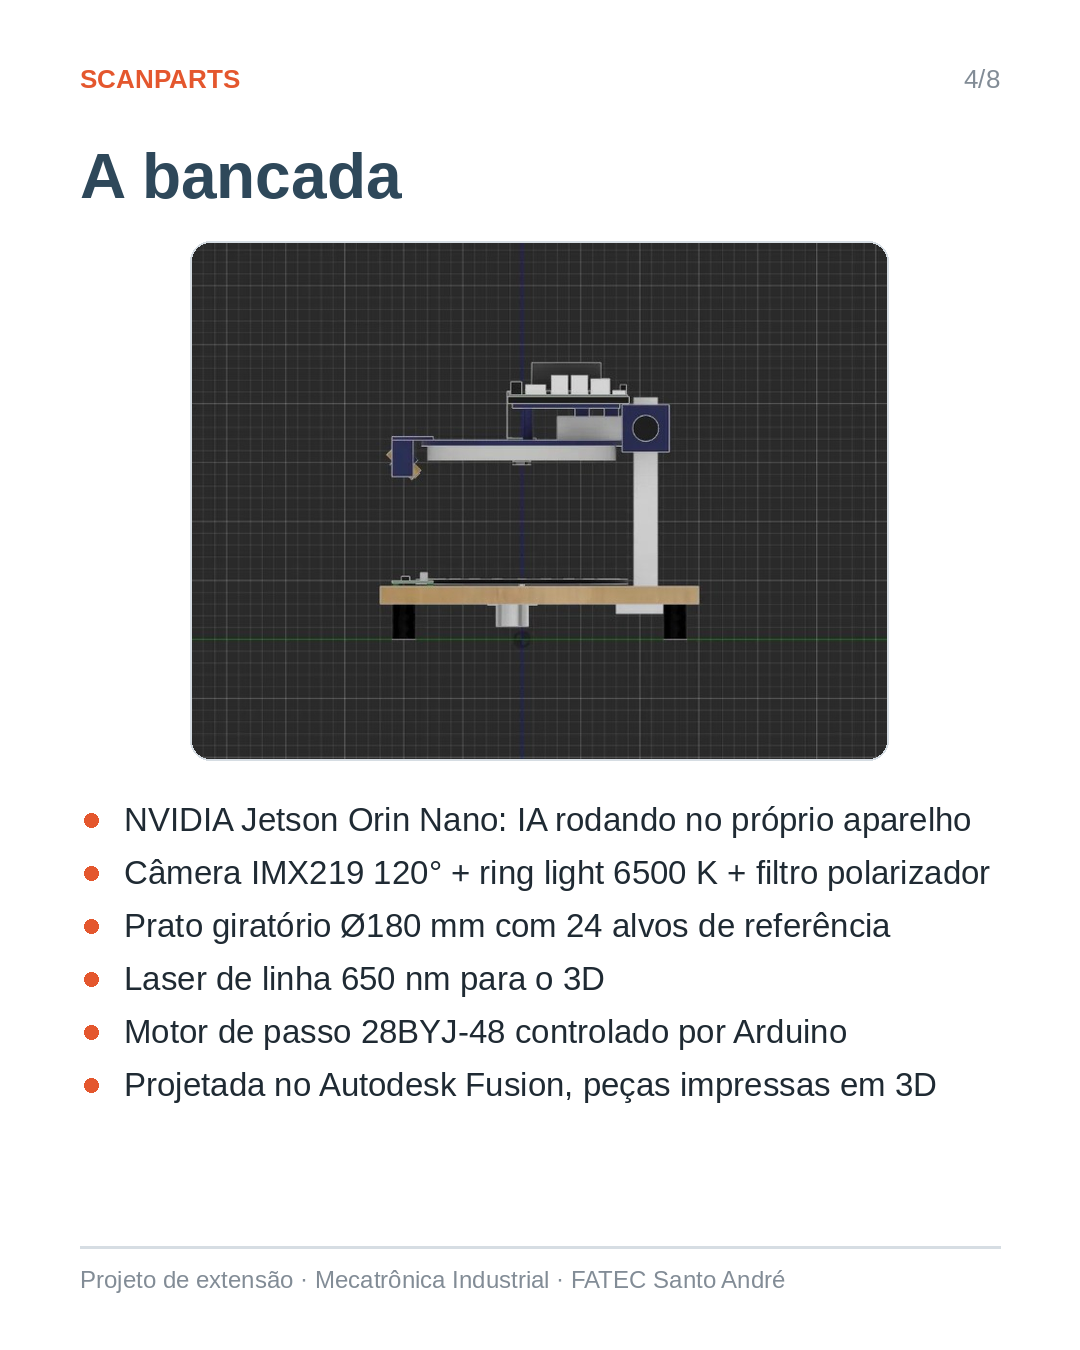 SCANPARTS
4/8
A bancada
NVIDIA Jetson Orin Nano: IA rodando no próprio aparelho
Câmera IMX219 120° + ring light 6500 K + filtro polarizador
Prato giratório Ø180 mm com 24 alvos de referência
Laser de linha 650 nm para o 3D
Motor de passo 28BYJ-48 controlado por Arduino
Projetada no Autodesk Fusion, peças impressas em 3D
Projeto de extensão · Mecatrônica Industrial · FATEC Santo André